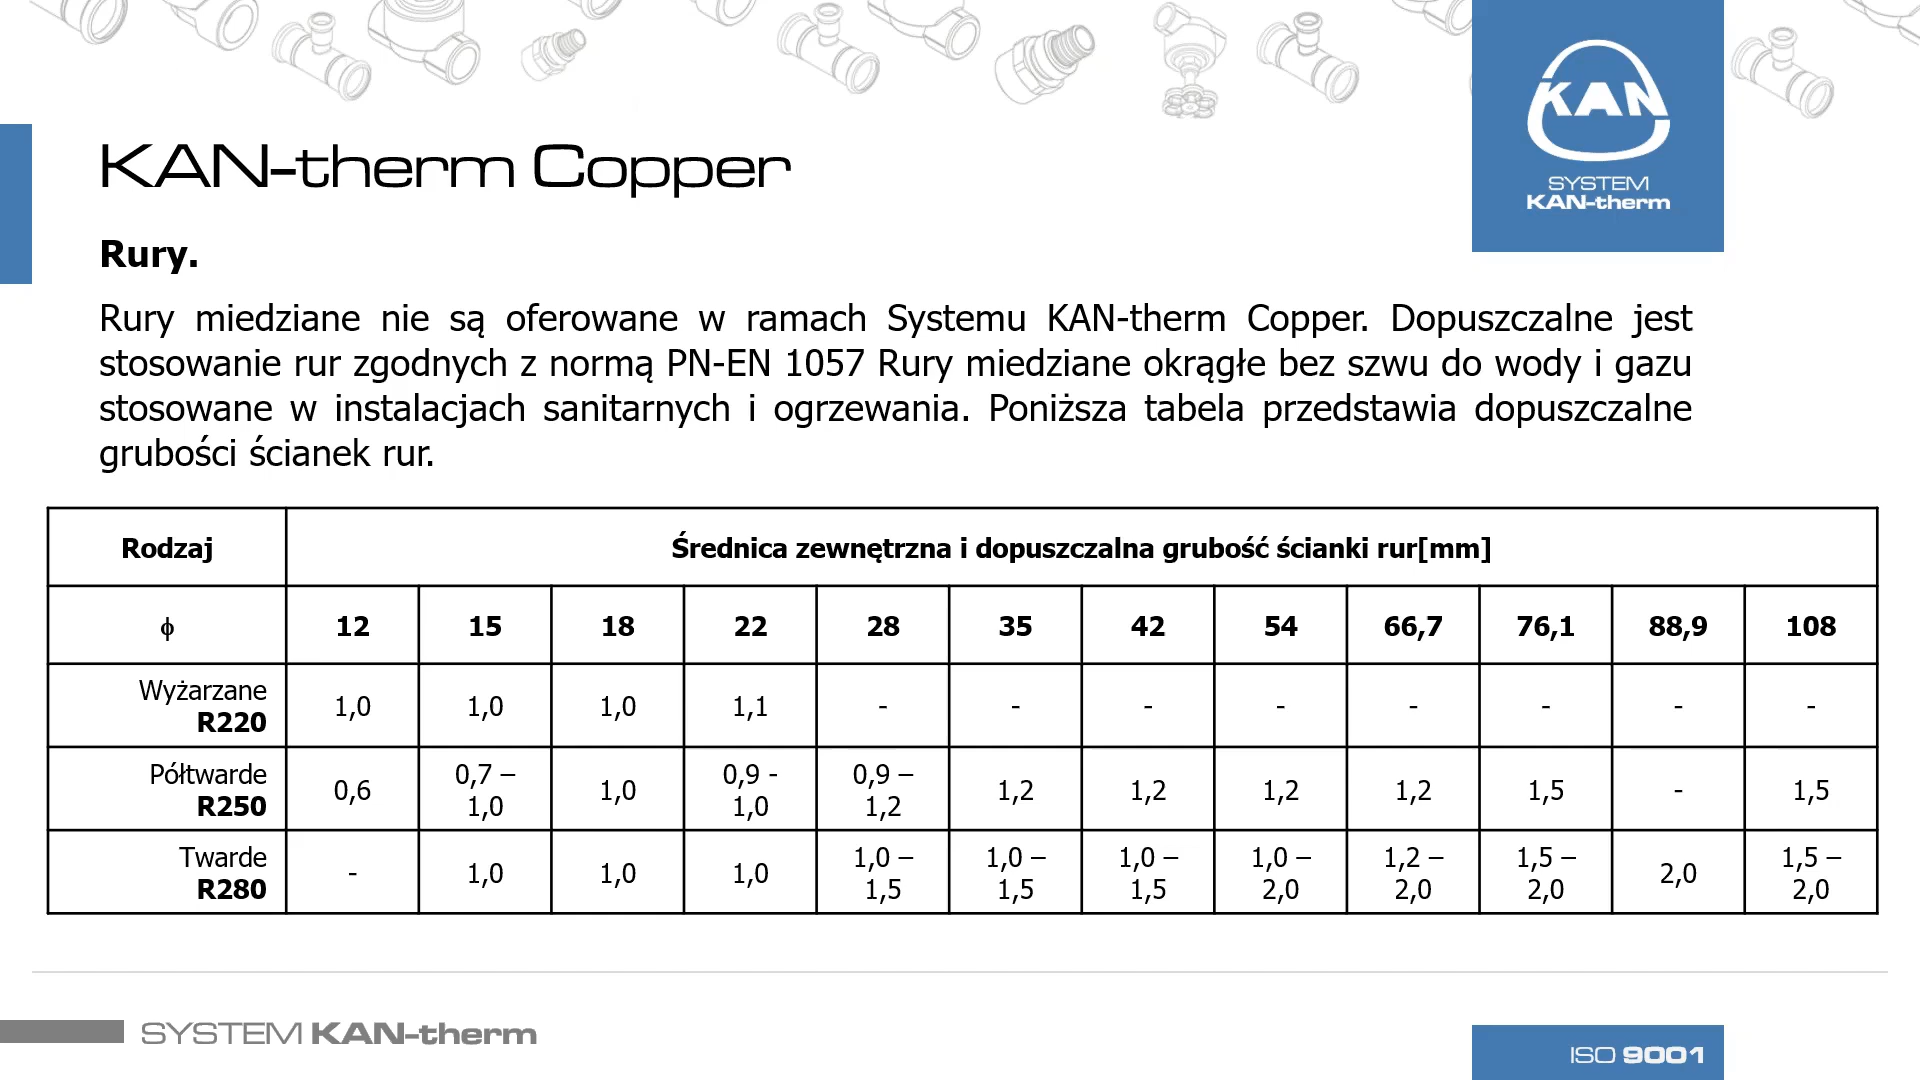 KAN
SYSTEM
KAN-therm
KAN-therm Copper
Rury.
Rury miedziane nie są oferowane w ramach Systemu KAN-therm Copper. Dopuszczalne jest
stosowanie rur zgodnych z normą PN-EN 1057 Rury miedziane okrągłe bez szwu do wody i gazu
stosowane w instalacjach sanitarnych i ogrzewania. Poniższa tabela przedstawia dopuszczalne
grubości ścianek rur.
Rodzaj Średnica zewnętrzna i dopuszczalna grubość ścianki rur[mm]
ϕ 12 15 18 22 28 35 42 54 66,7 76,1 88,9 108
Wyżarzane R220 1,0 1,0 1,0 1,1 - - - - - - - -
Półtwarde R250 0,6 0,7 – 1,0 1,0 0,9 - 1,0 0,9 – 1,2 1,2 1,2 1,2 1,2 1,5 - 1,5
Twarde R280 - 1,0 1,0 1,0 1,0 – 1,5 1,0 – 1,5 1,0 – 1,5 1,0 – 2,0 1,2 – 2,0 1,5 – 2,0 2,0 1,5 – 2,0
SYSTEM KAN-therm
ISO 9001